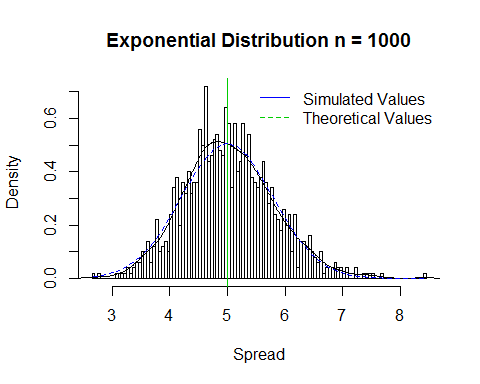 Exponential Distribution n = 1000
Simulated Values
Theoretical Values
Density
0.0 0.2 0.4 0.6
3 4 5 6 7 8
Spread